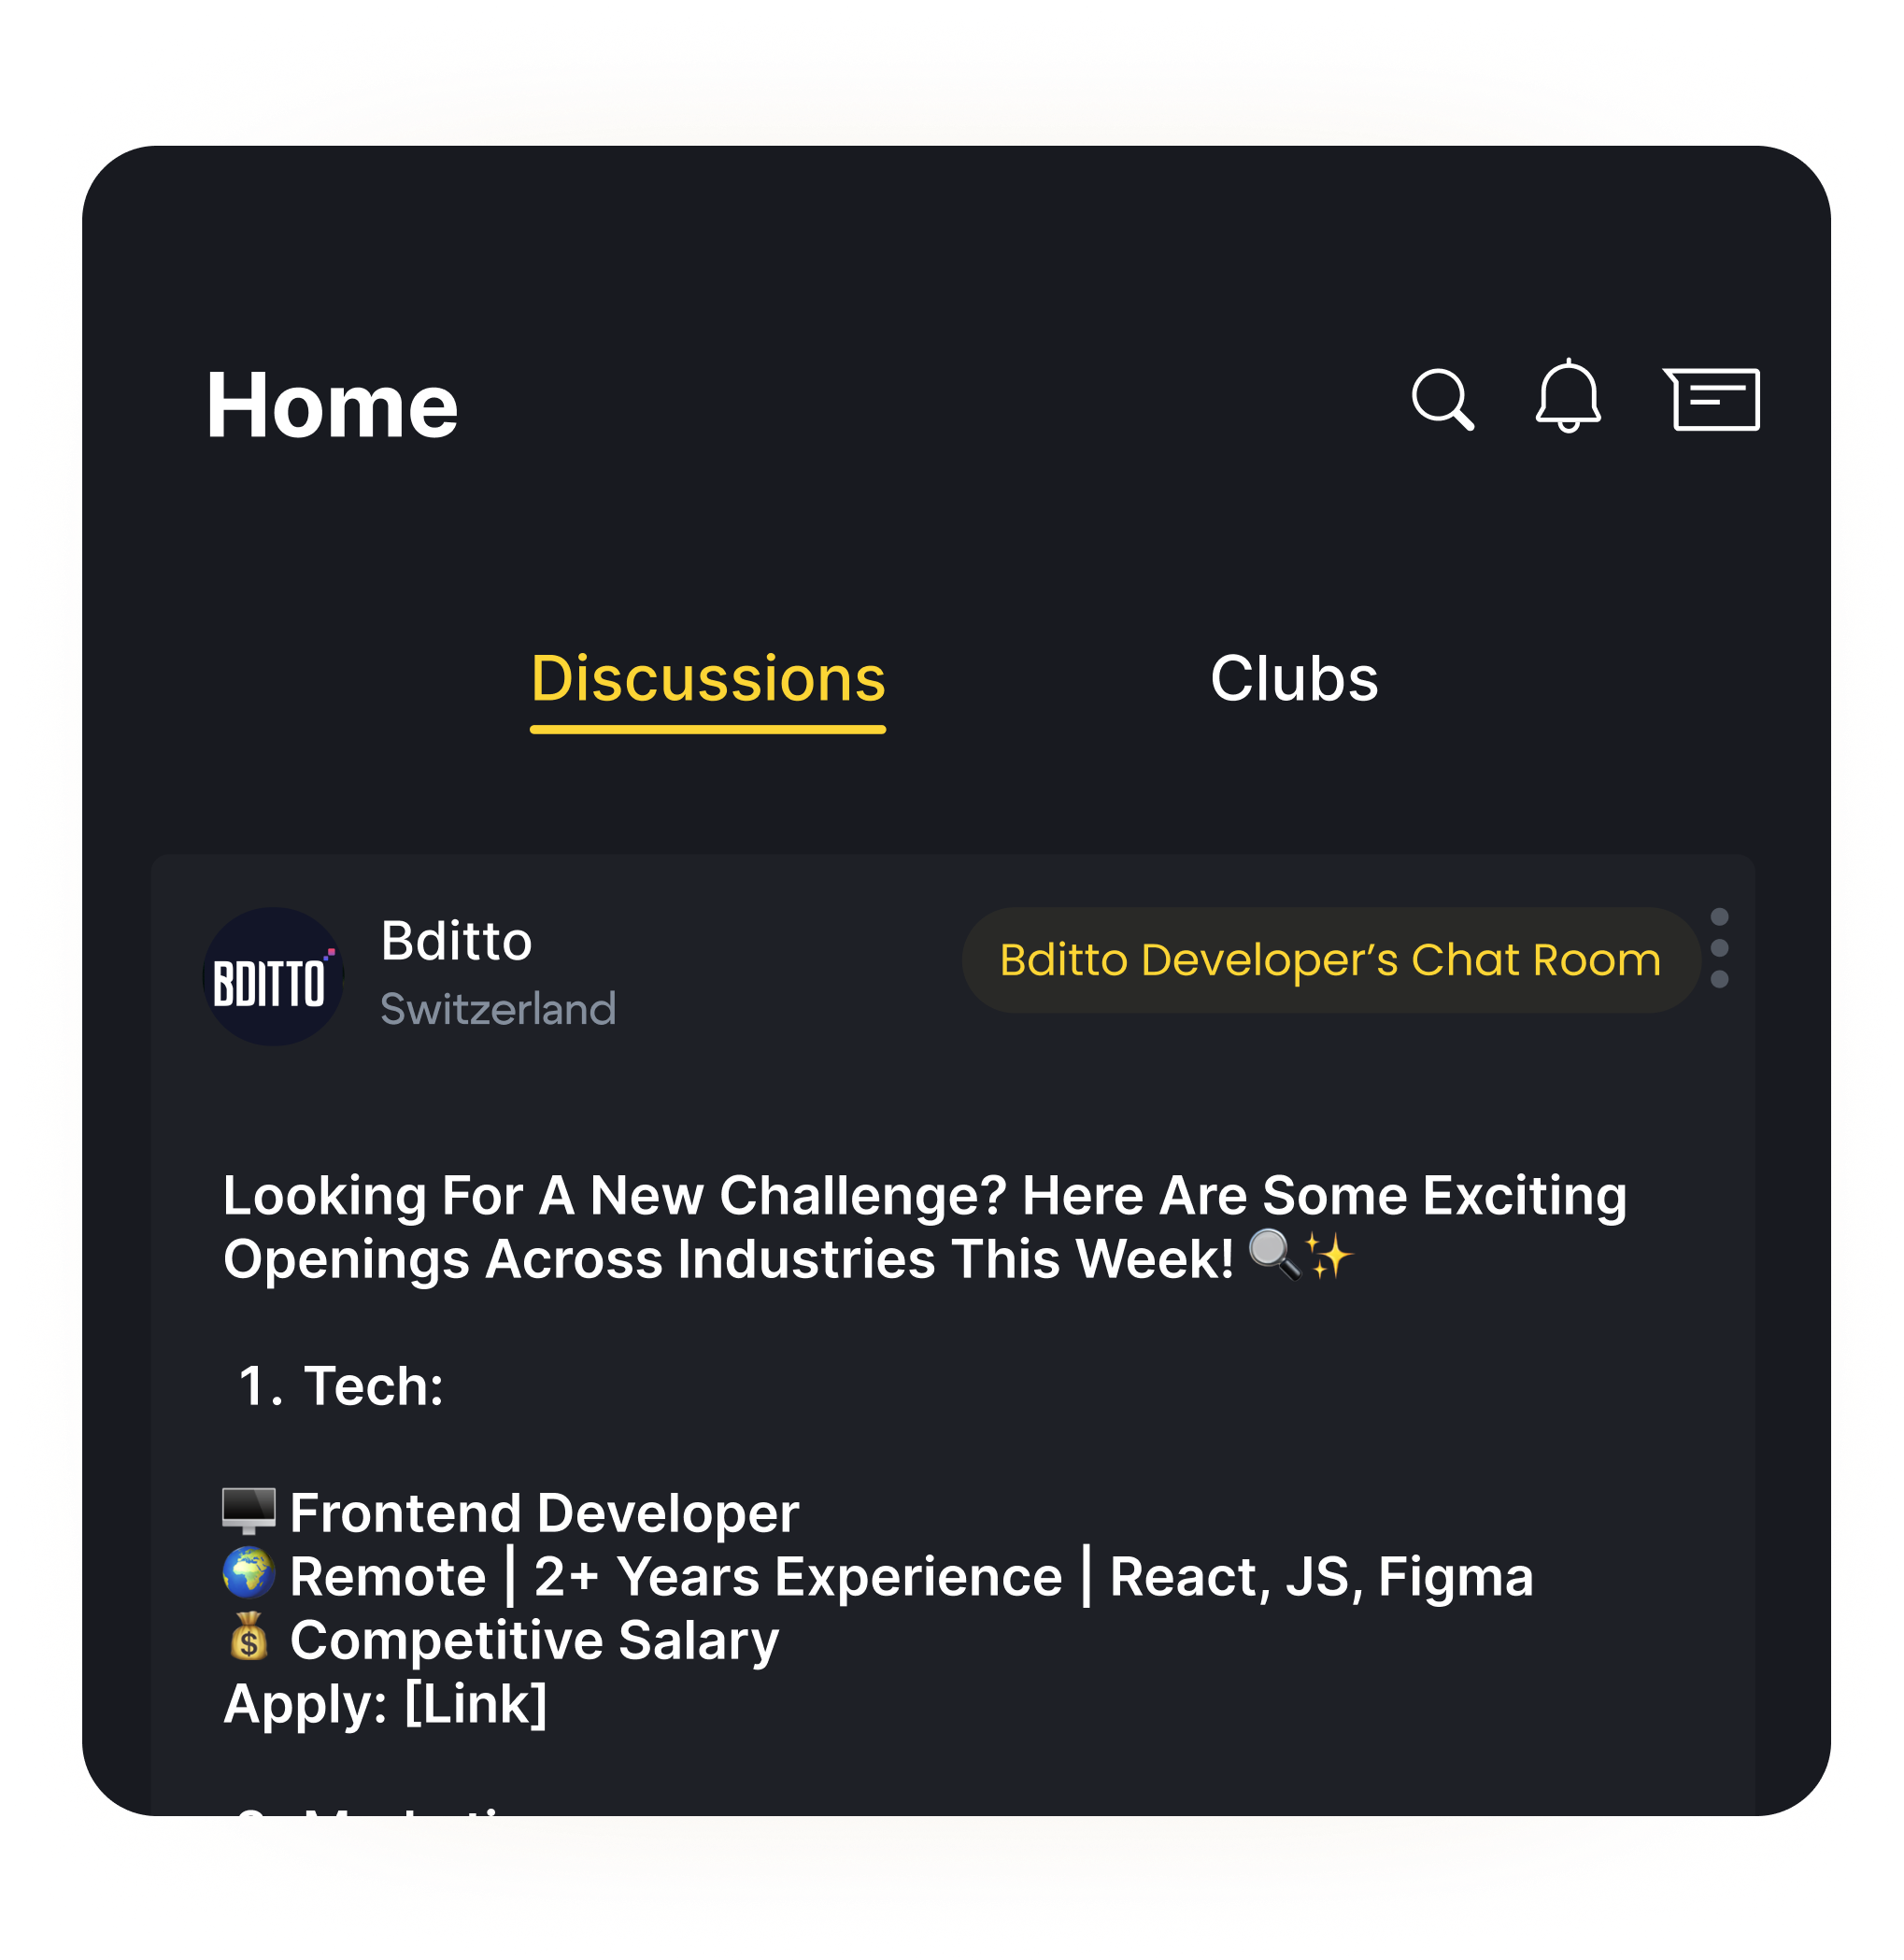 Home
Discussions Clubs
BDITTO
Bditto
Switzerland
Bditto Developer’s Chat Room
Looking For A New Challenge? Here Are Some Exciting
Openings Across Industries This Week! 🔍✨
1. Tech:
🖥️ Frontend Developer
🌍 Remote | 2+ Years Experience | React, JS, Figma
💰 Competitive Salary
Apply: [Link]